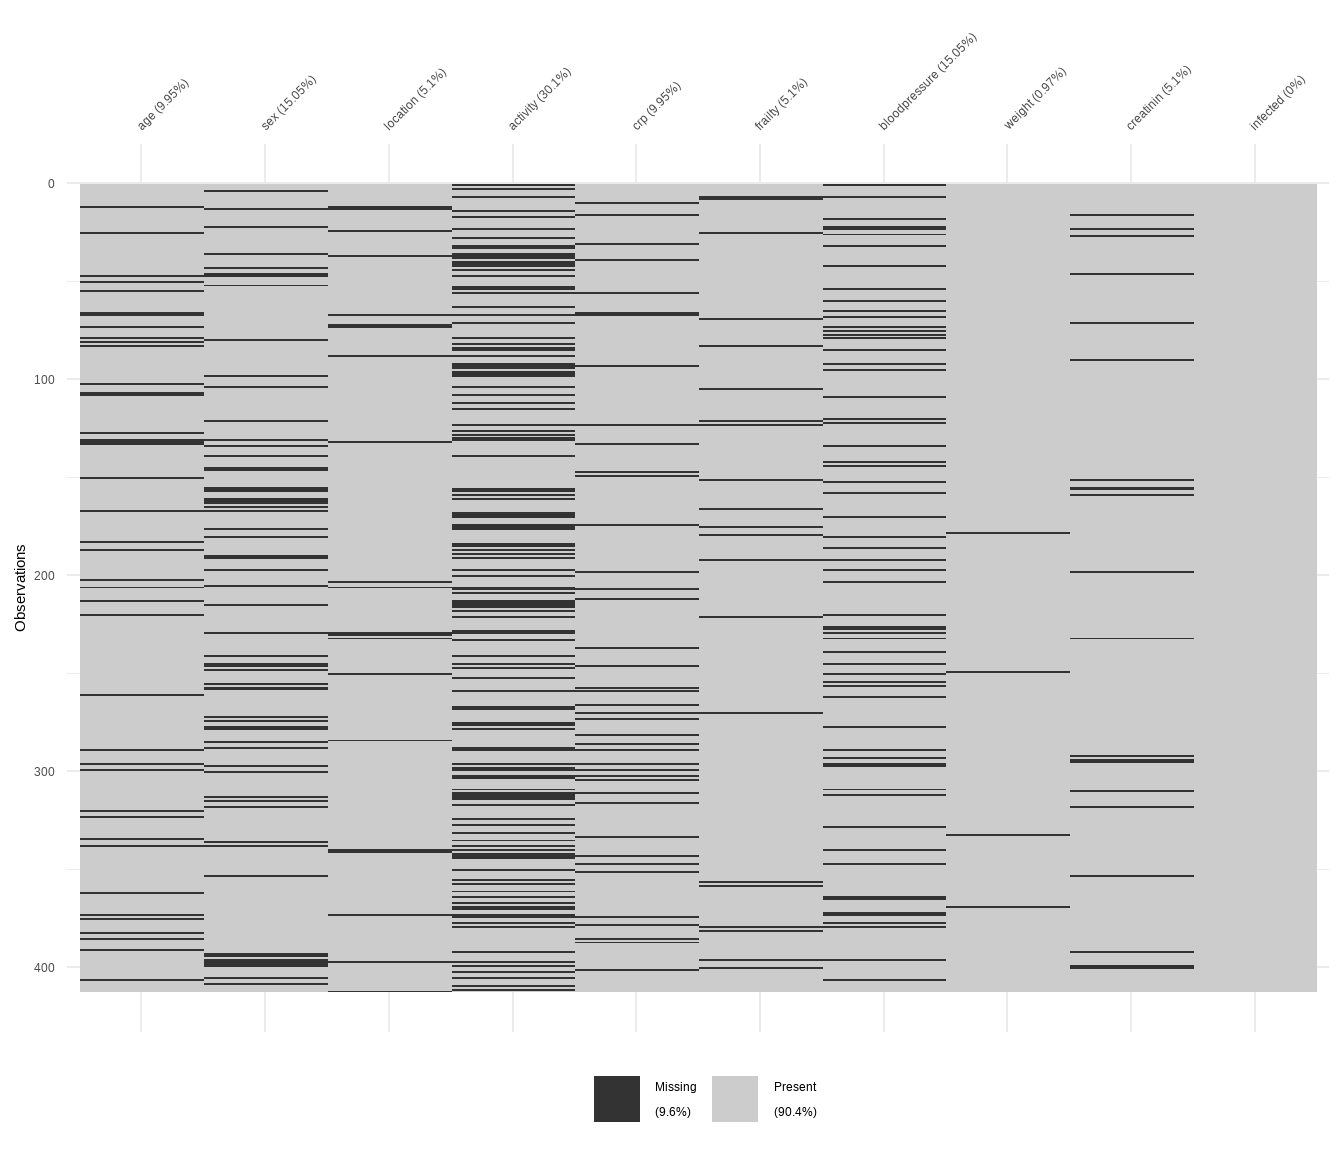 age (9.95%)
sex (15.05%)
location (5.1%)
activity (30.1%)
crp (9.95%)
frailty (5.1%)
bloodpressure (15.05%)
weight (0.97%)
creatinin (5.1%)
infected (0%)
0
100
200
300
400
Observations
Missing
(9.6%)
Present
(90.4%)